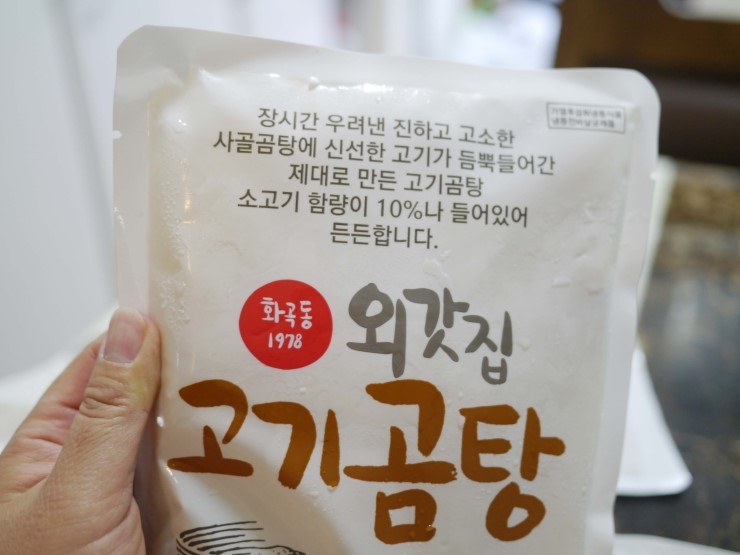 장시간 우려낸 진하고 고소한
사골곰탕에 신선한 고기가 듬뿍들어간
제대로 만든 고기곰탕
소고기 함량이 10%나 들어있어
든든합니다.
화곡동
1978
외갓집
고기곰탕